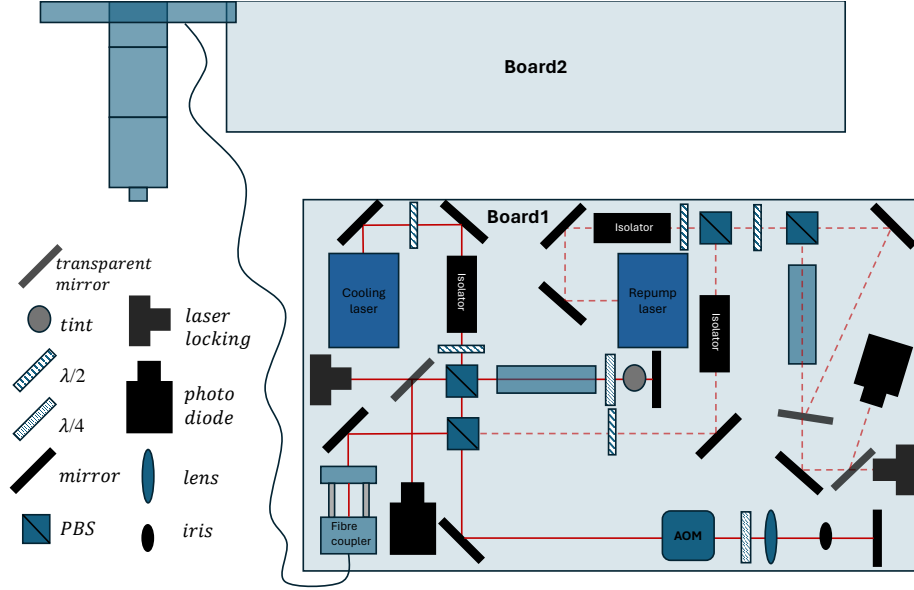 Board2
Board1
Isolator
Isolator
Cooling
laser
Repump
laser
Isolator
transparent
mirror
tint
laser
locking
λ/2
photo
diode
λ/4
mirror
lens
PBS
iris
Fibre
coupler
AOM